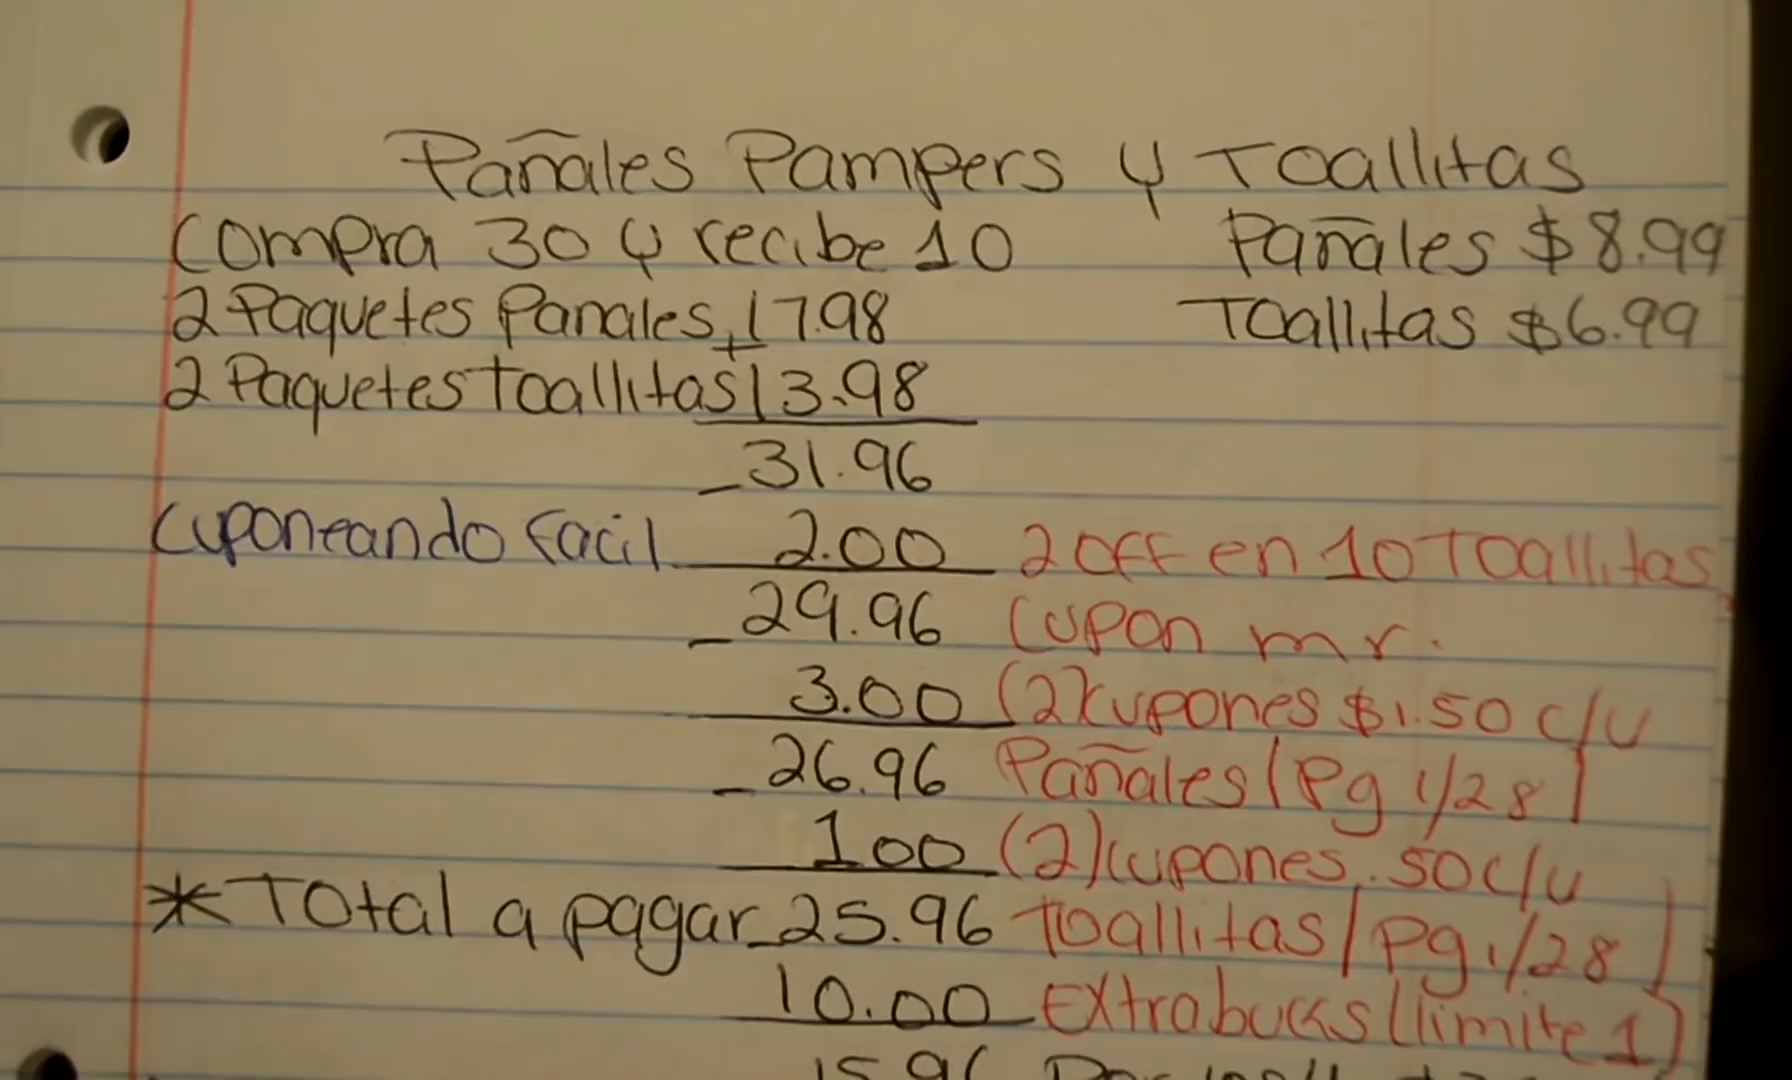 Pañales Pampers y Toallitas
Compra 30 y recibe 10 Pañales $8.99
2 Paquetes Panales + 17.98 Toallitas $6.99
2 Paquetes toallitas 13.98
- 31.96
Cuponeando Facil 2.00 2 OFF en 10 Toallitas
- 29.96 Cupon mr.
3.00 (2) cupones $1.50 c/u
- 26.96 Pañales (Pg 1/28)
1 00 (2) cupones .50 c/u
* Total a pagar - 25.96 Toallitas (Pg 1/28)
10.00 Extrabucks (limite 1)
15.96